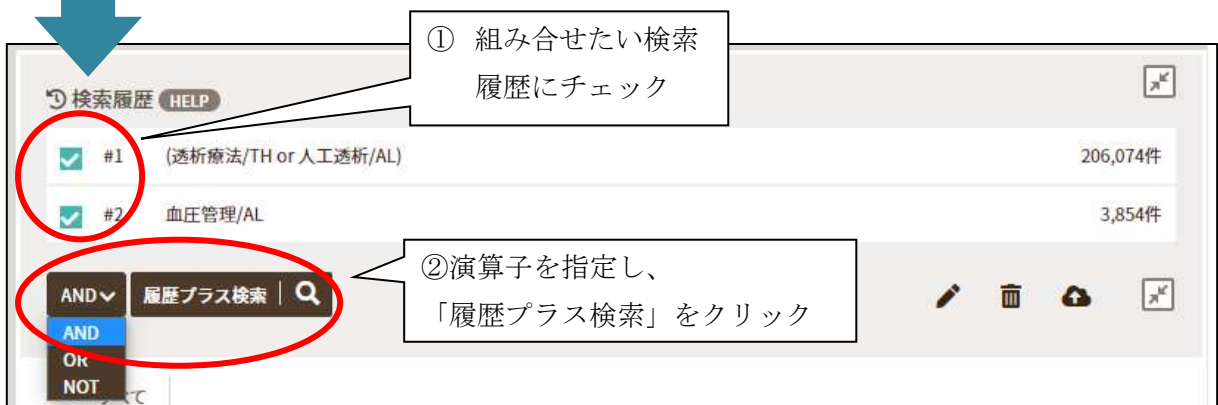 ① 組み合せたい検索
履歴にチェック
検索履歴 HELP
#1 (透析療法/TH or 人工透析/AL) 206,074件
#2 血圧管理/AL 3,854件
②演算子を指定し、
「履歴プラス検索」をクリック
AND 履歴プラス検索
AND
OR
NOT